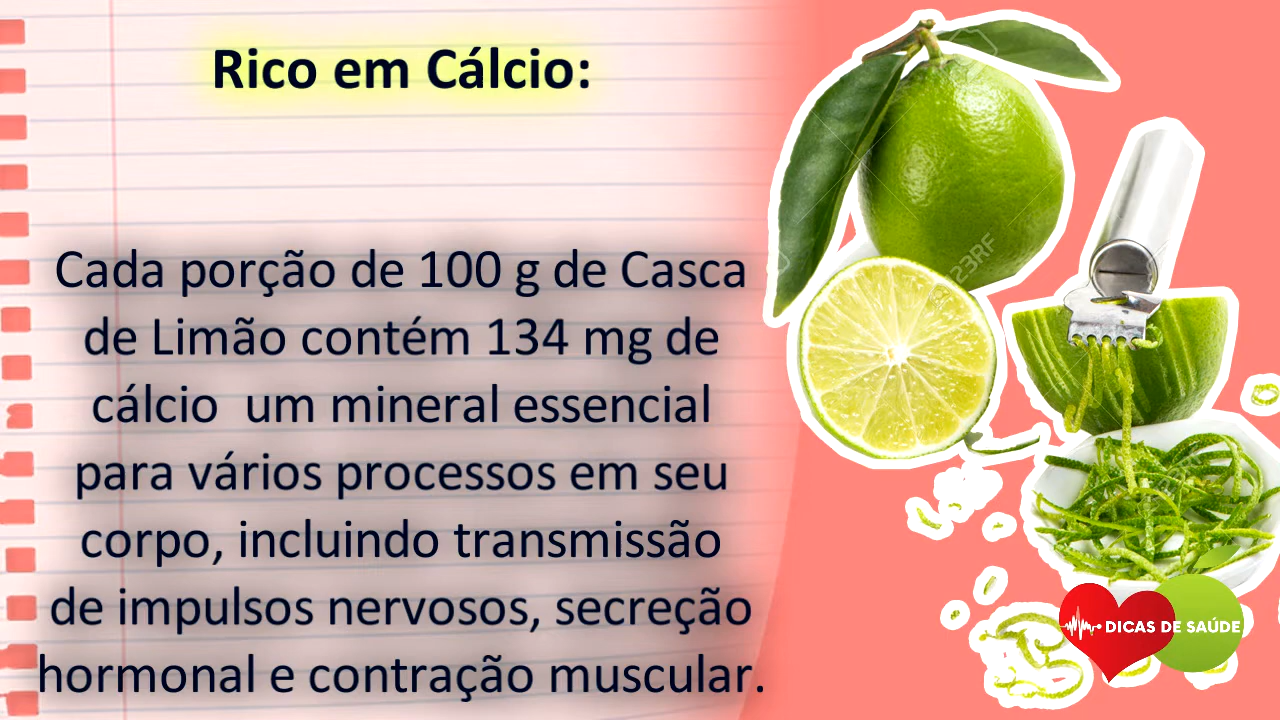 Rico em Cálcio:
Cada porção de 100 g de Casca
de Limão contém 134 mg de
cálcio  um mineral essencial
para vários processos em seu
corpo, incluindo transmissão
de impulsos nervosos, secreção
hormonal e contração muscular.
123RF
DICAS DE SAÚDE